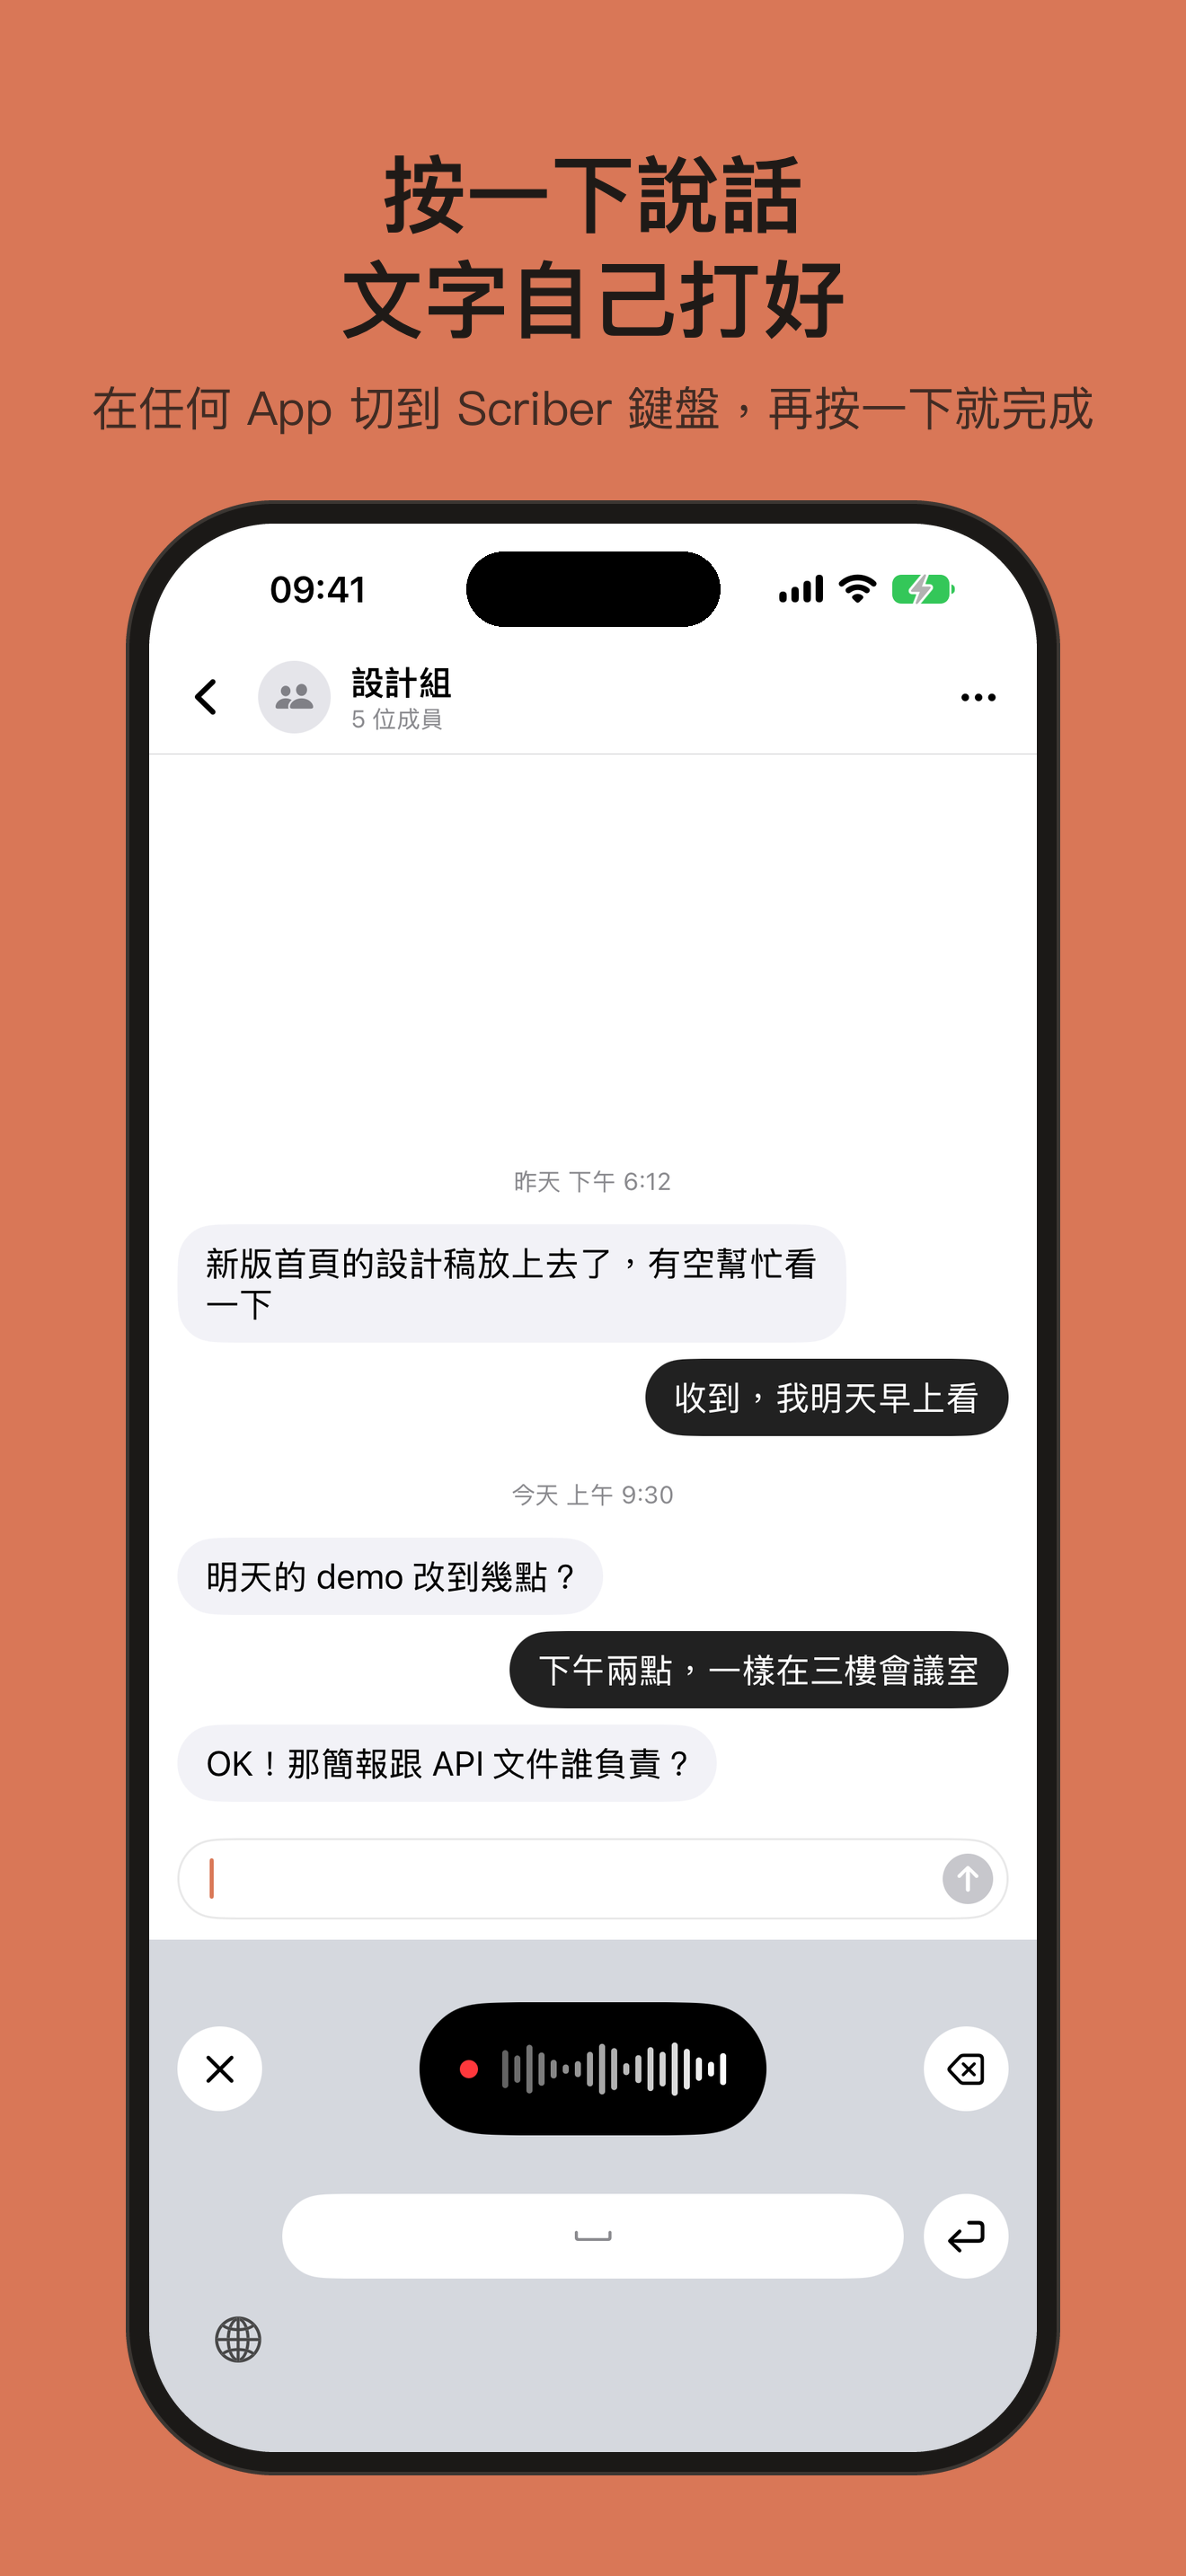 按一下說話
文字自己打好
在任何 App 切到 Scriber 鍵盤，再按一下就完成
09:41
設計組
5 位成員
昨天 下午 6:12
新版首頁的設計稿放上去了，有空幫忙看
一下
收到，我明天早上看
今天 上午 9:30
明天的 demo 改到幾點？
下午兩點，一樣在三樓會議室
OK！那簡報跟 API 文件誰負責？